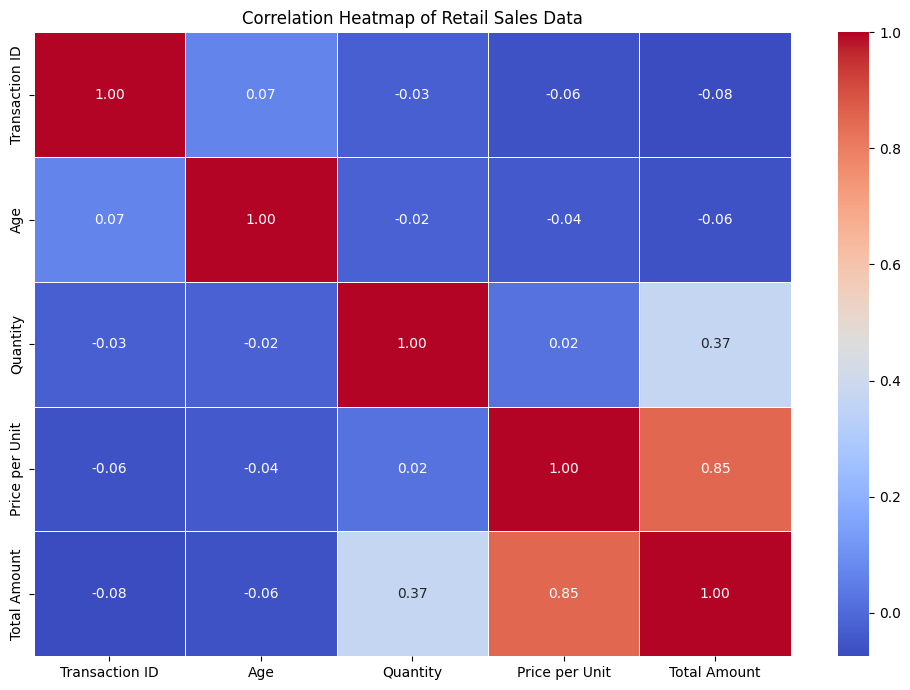 Correlation Heatmap of Retail Sales Data
Transaction ID
1.00 0.07 -0.03 -0.06 -0.08
Age
0.07 1.00 -0.02 -0.04 -0.06
Quantity
-0.03 -0.02 1.00 0.02 0.37
Price per Unit
-0.06 -0.04 0.02 1.00 0.85
Total Amount
-0.08 -0.06 0.37 0.85 1.00
Transaction ID Age Quantity Price per Unit Total Amount
1.0
0.8
0.6
0.4
0.2
0.0